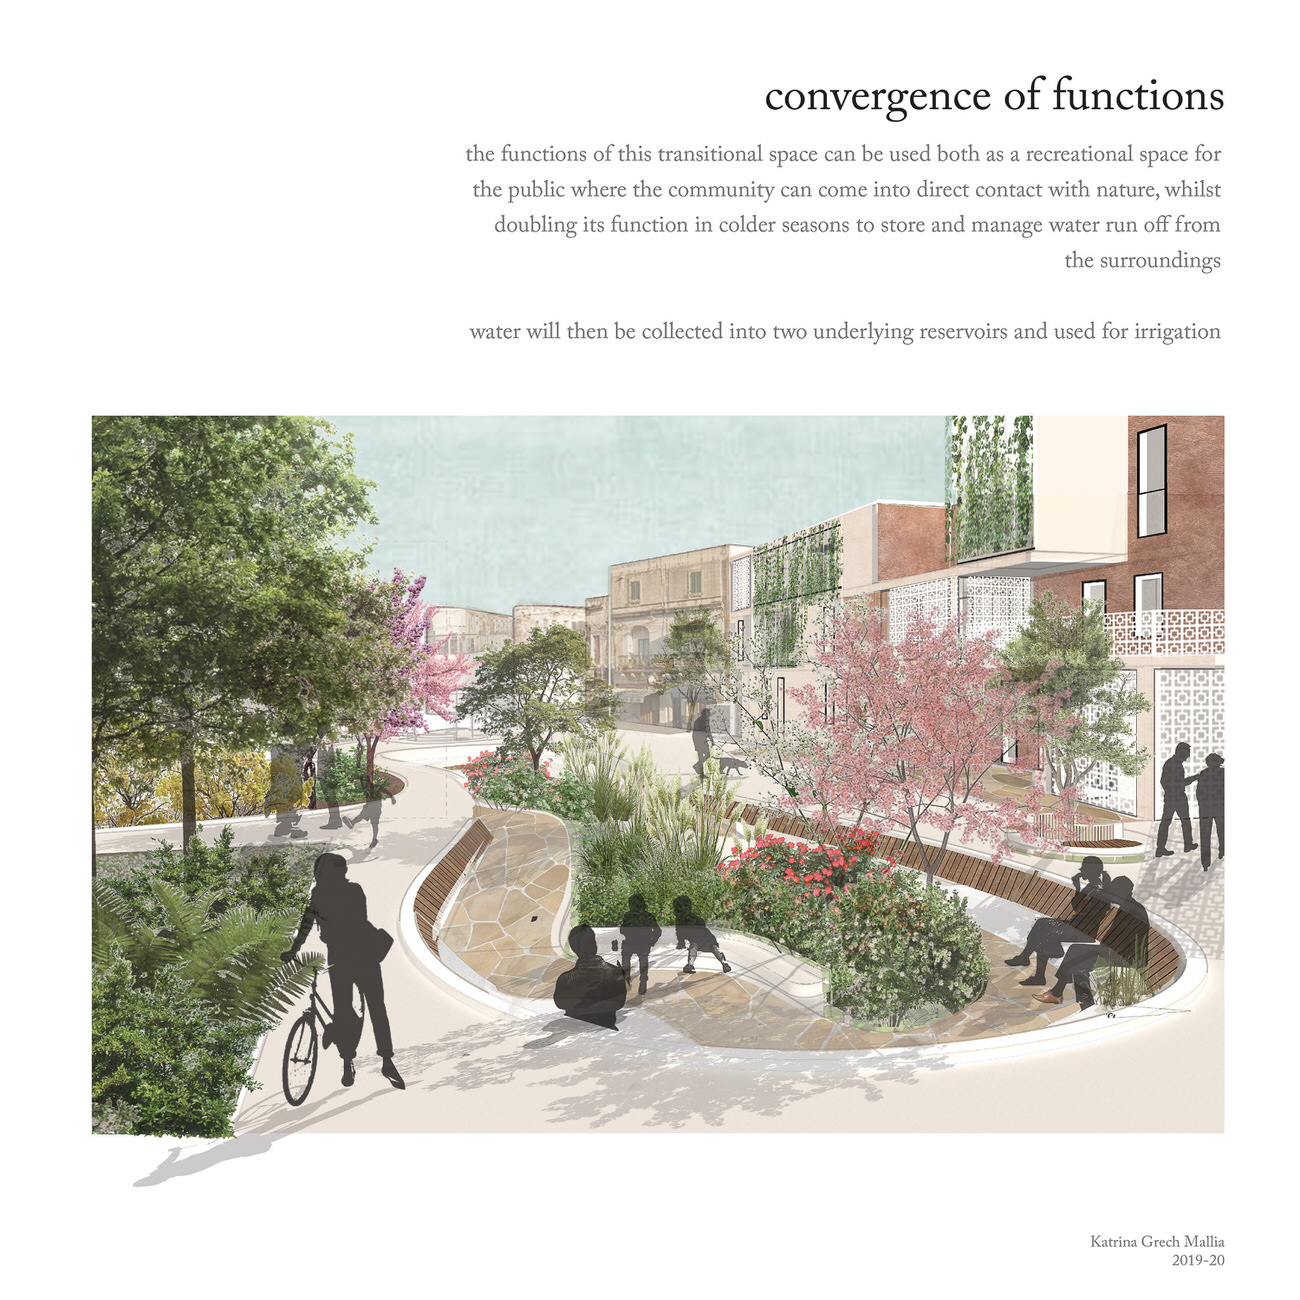 convergence of functions
the functions of this transitional space can be used both as a recreational space for
the public where the community can come into direct contact with nature, whilst
doubling its function in colder seasons to store and manage water run off from
the surroundings
water will then be collected into two underlying reservoirs and used for irrigation
Katrina Grech Mallia
2019-20